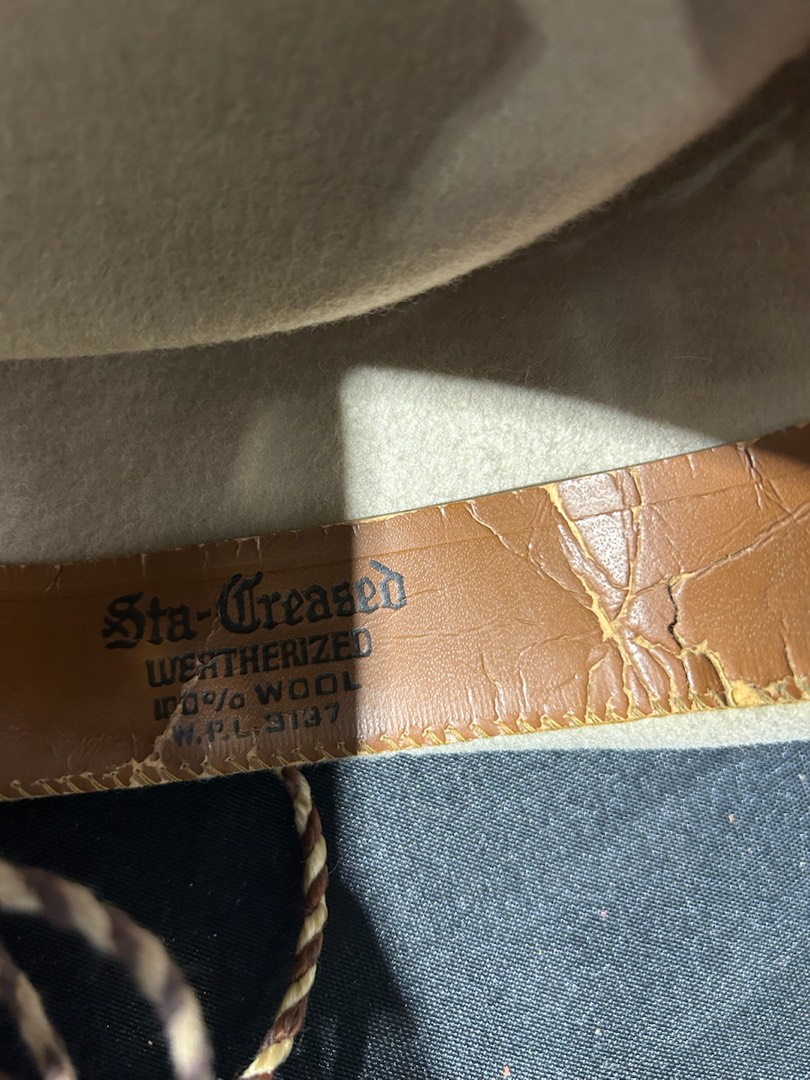 Sta-Creased
WEATHERIZED
100% WOOL
W.P.L. 3137